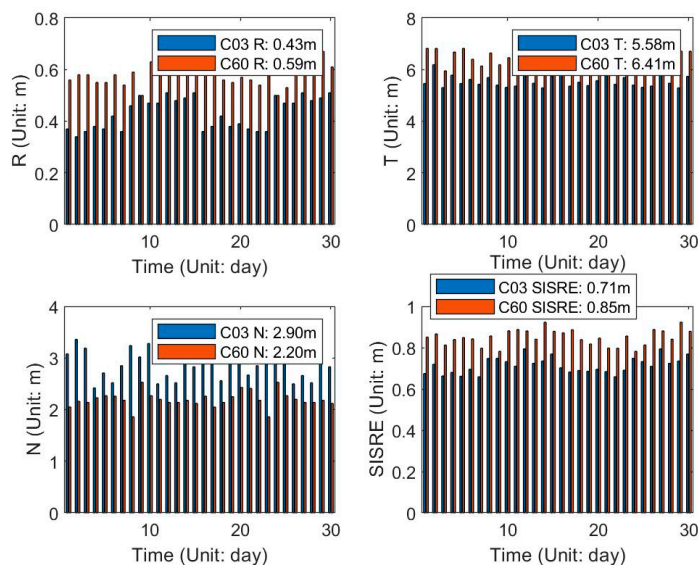 0.8
0.6
0.4
0.2
0
R (Unit: m)
C03 R: 0.43m
C60 R: 0.59m
10
20
30
Time (Unit: day)
8
6
4
2
0
T (Unit: m)
C03 T: 5.58m
C60 T: 6.41m
10
20
30
Time (Unit: day)
4
3
2
1
0
N (Unit: m)
C03 N: 2.90m
C60 N: 2.20m
10
20
30
Time (Unit: day)
1
0.8
0.6
0.4
0.2
0
SISRE (Unit: m)
C03 SISRE: 0.71m
C60 SISRE: 0.85m
10
20
30
Time (Unit: day)